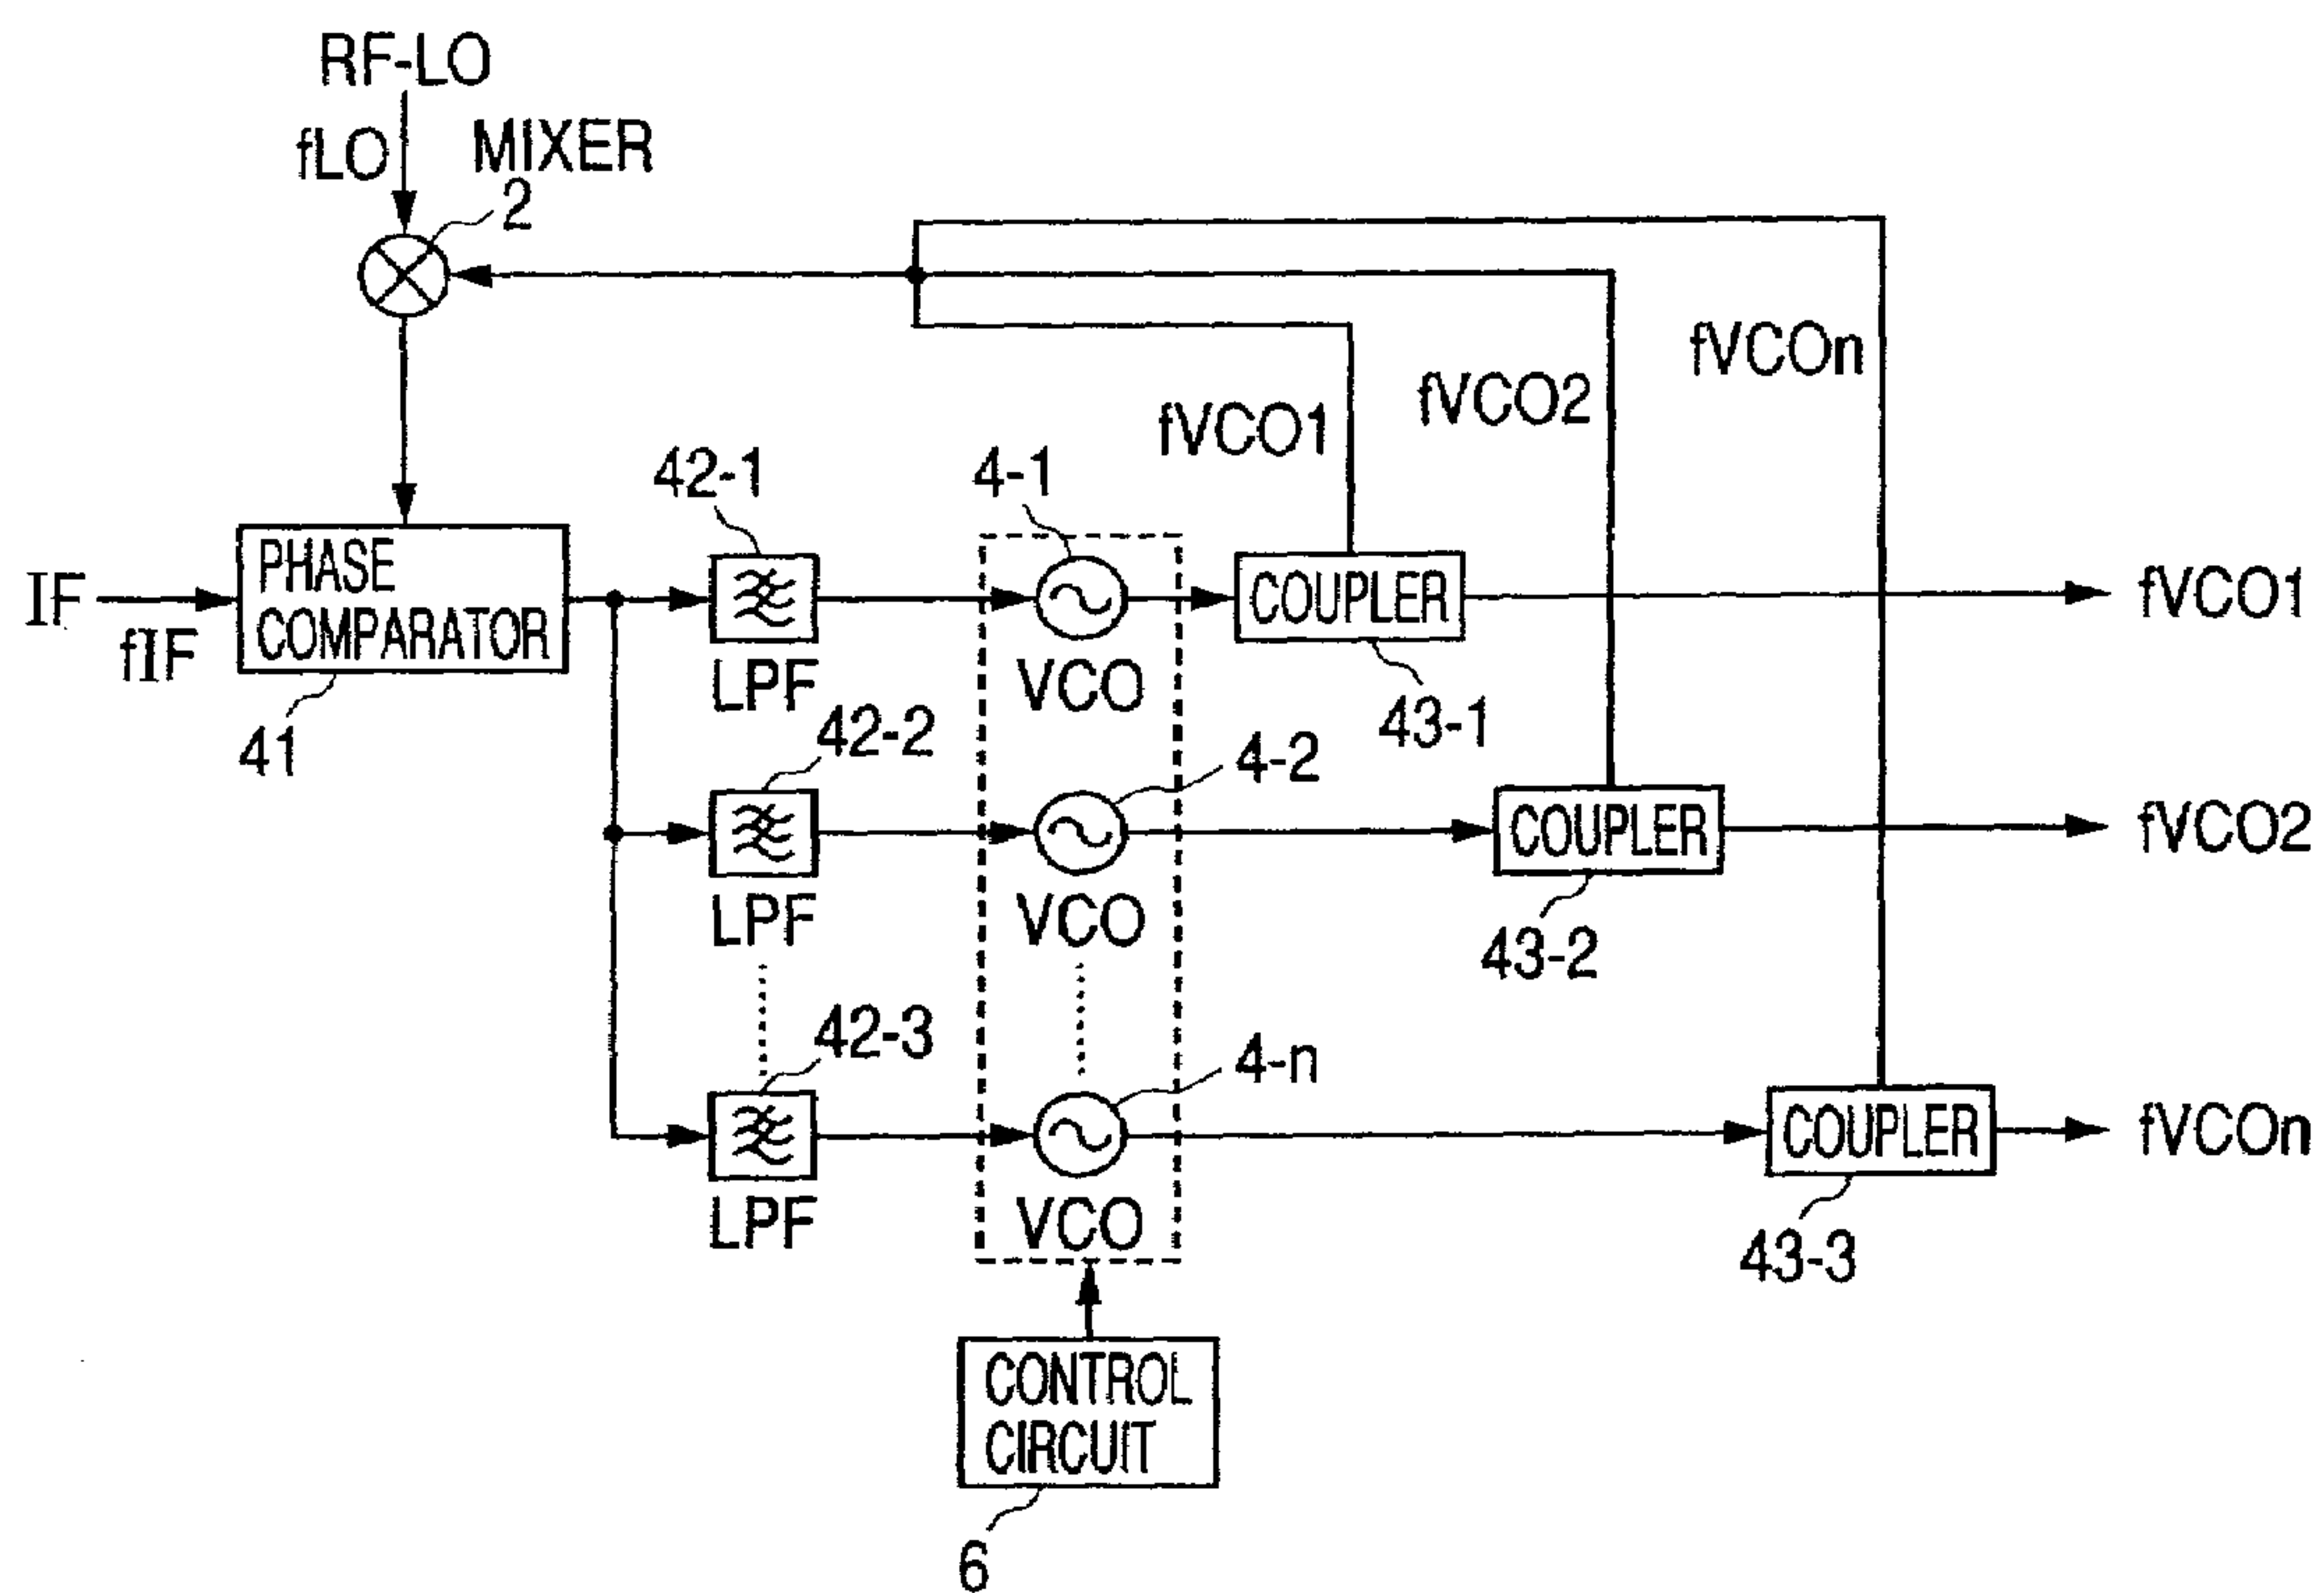 RF-LO
fLO
MIXER
2
fVCOn
fVCO2
fVCO1
42-1
4-1
IF
fIF
PHASE
COMPARATOR
41
COUPLER
fVCO1
LPF
VCO
43-1
42-2
4-2
COUPLER
fVCO2
LPF
VCO
43-2
42-3
4-n
COUPLER
fVCOn
LPF
VCO
43-3
CONTROL
CIRCUIT
6